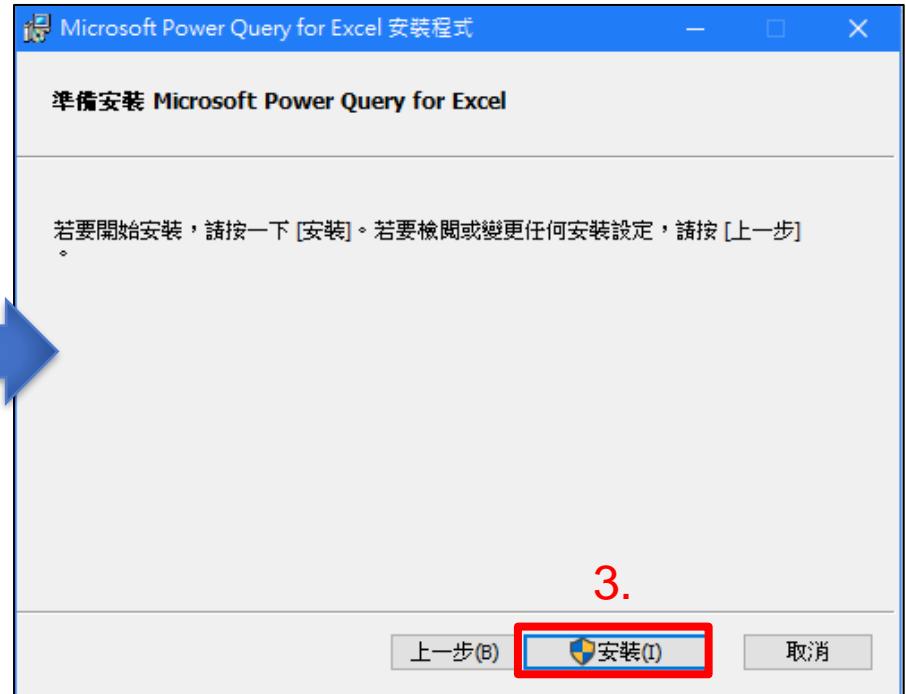 Microsoft Power Query for Excel 安裝程式
準備安裝 Microsoft Power Query for Excel
若要開始安裝，請按一下 [安裝]。若要檢閱或變更任何安裝設定，請按 [上一步]
。
3.
上一步(B) 安裝(I) 取消